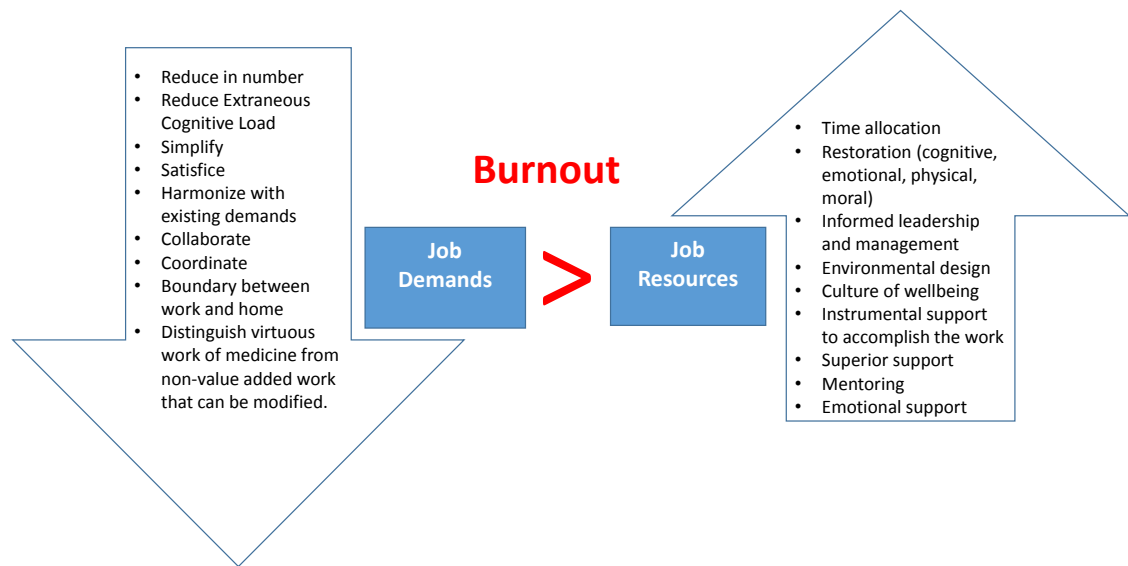 • Reduce in number
• Reduce Extraneous
Cognitive Load
• Simplify
• Satisfice
• Harmonize with
existing demands
• Collaborate
• Coordinate
• Boundary between
work and home
• Distinguish virtuous
work of medicine from
non-value added work
that can be modified.
Burnout
Job
Demands
>
Job
Resources
• Time allocation
• Restoration (cognitive,
emotional, physical,
moral)
• Informed leadership
and management
• Environmental design
• Culture of wellbeing
• Instrumental support
to accomplish the work
• Superior support
• Mentoring
• Emotional support